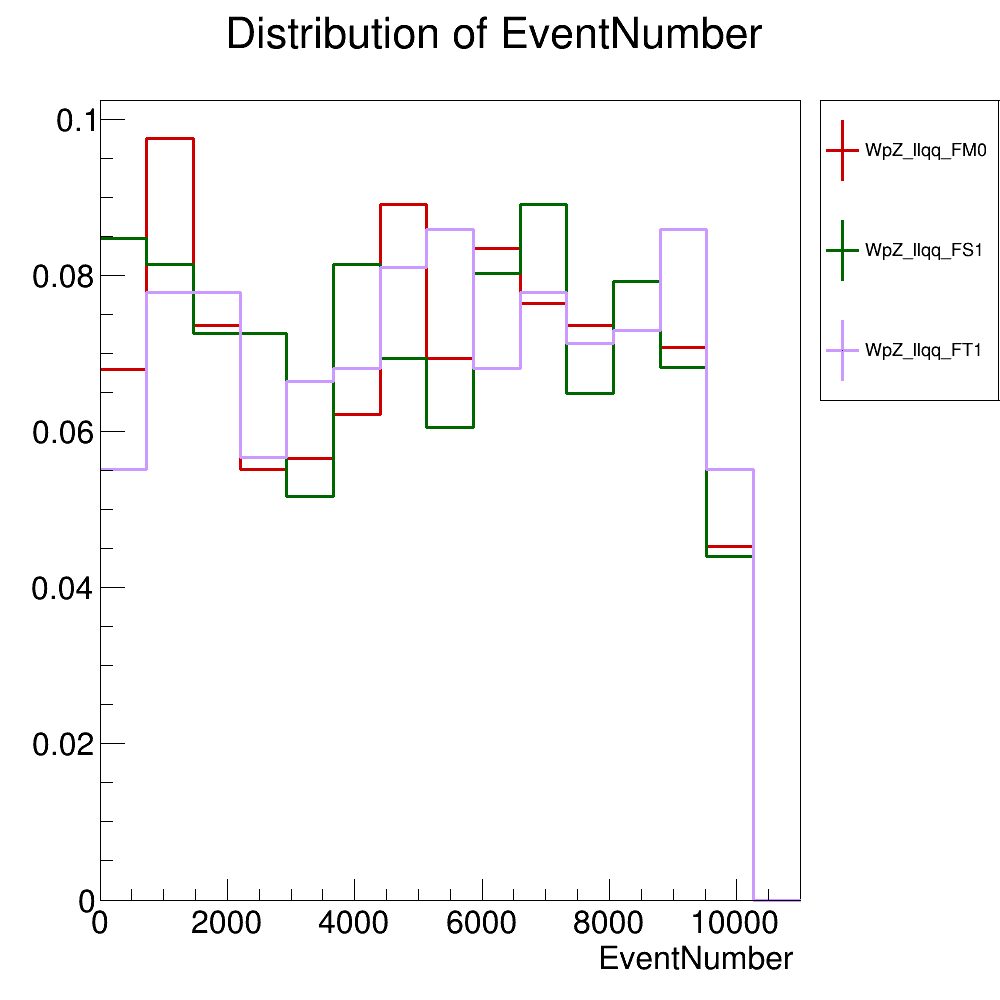 Distribution of EventNumber
0.1
0.08
0.06
0.04
0.02
0
0 2000 4000 6000 8000 10000
EventNumber
WpZ_llqq_FM0
WpZ_llqq_FS1
WpZ_llqq_FT1